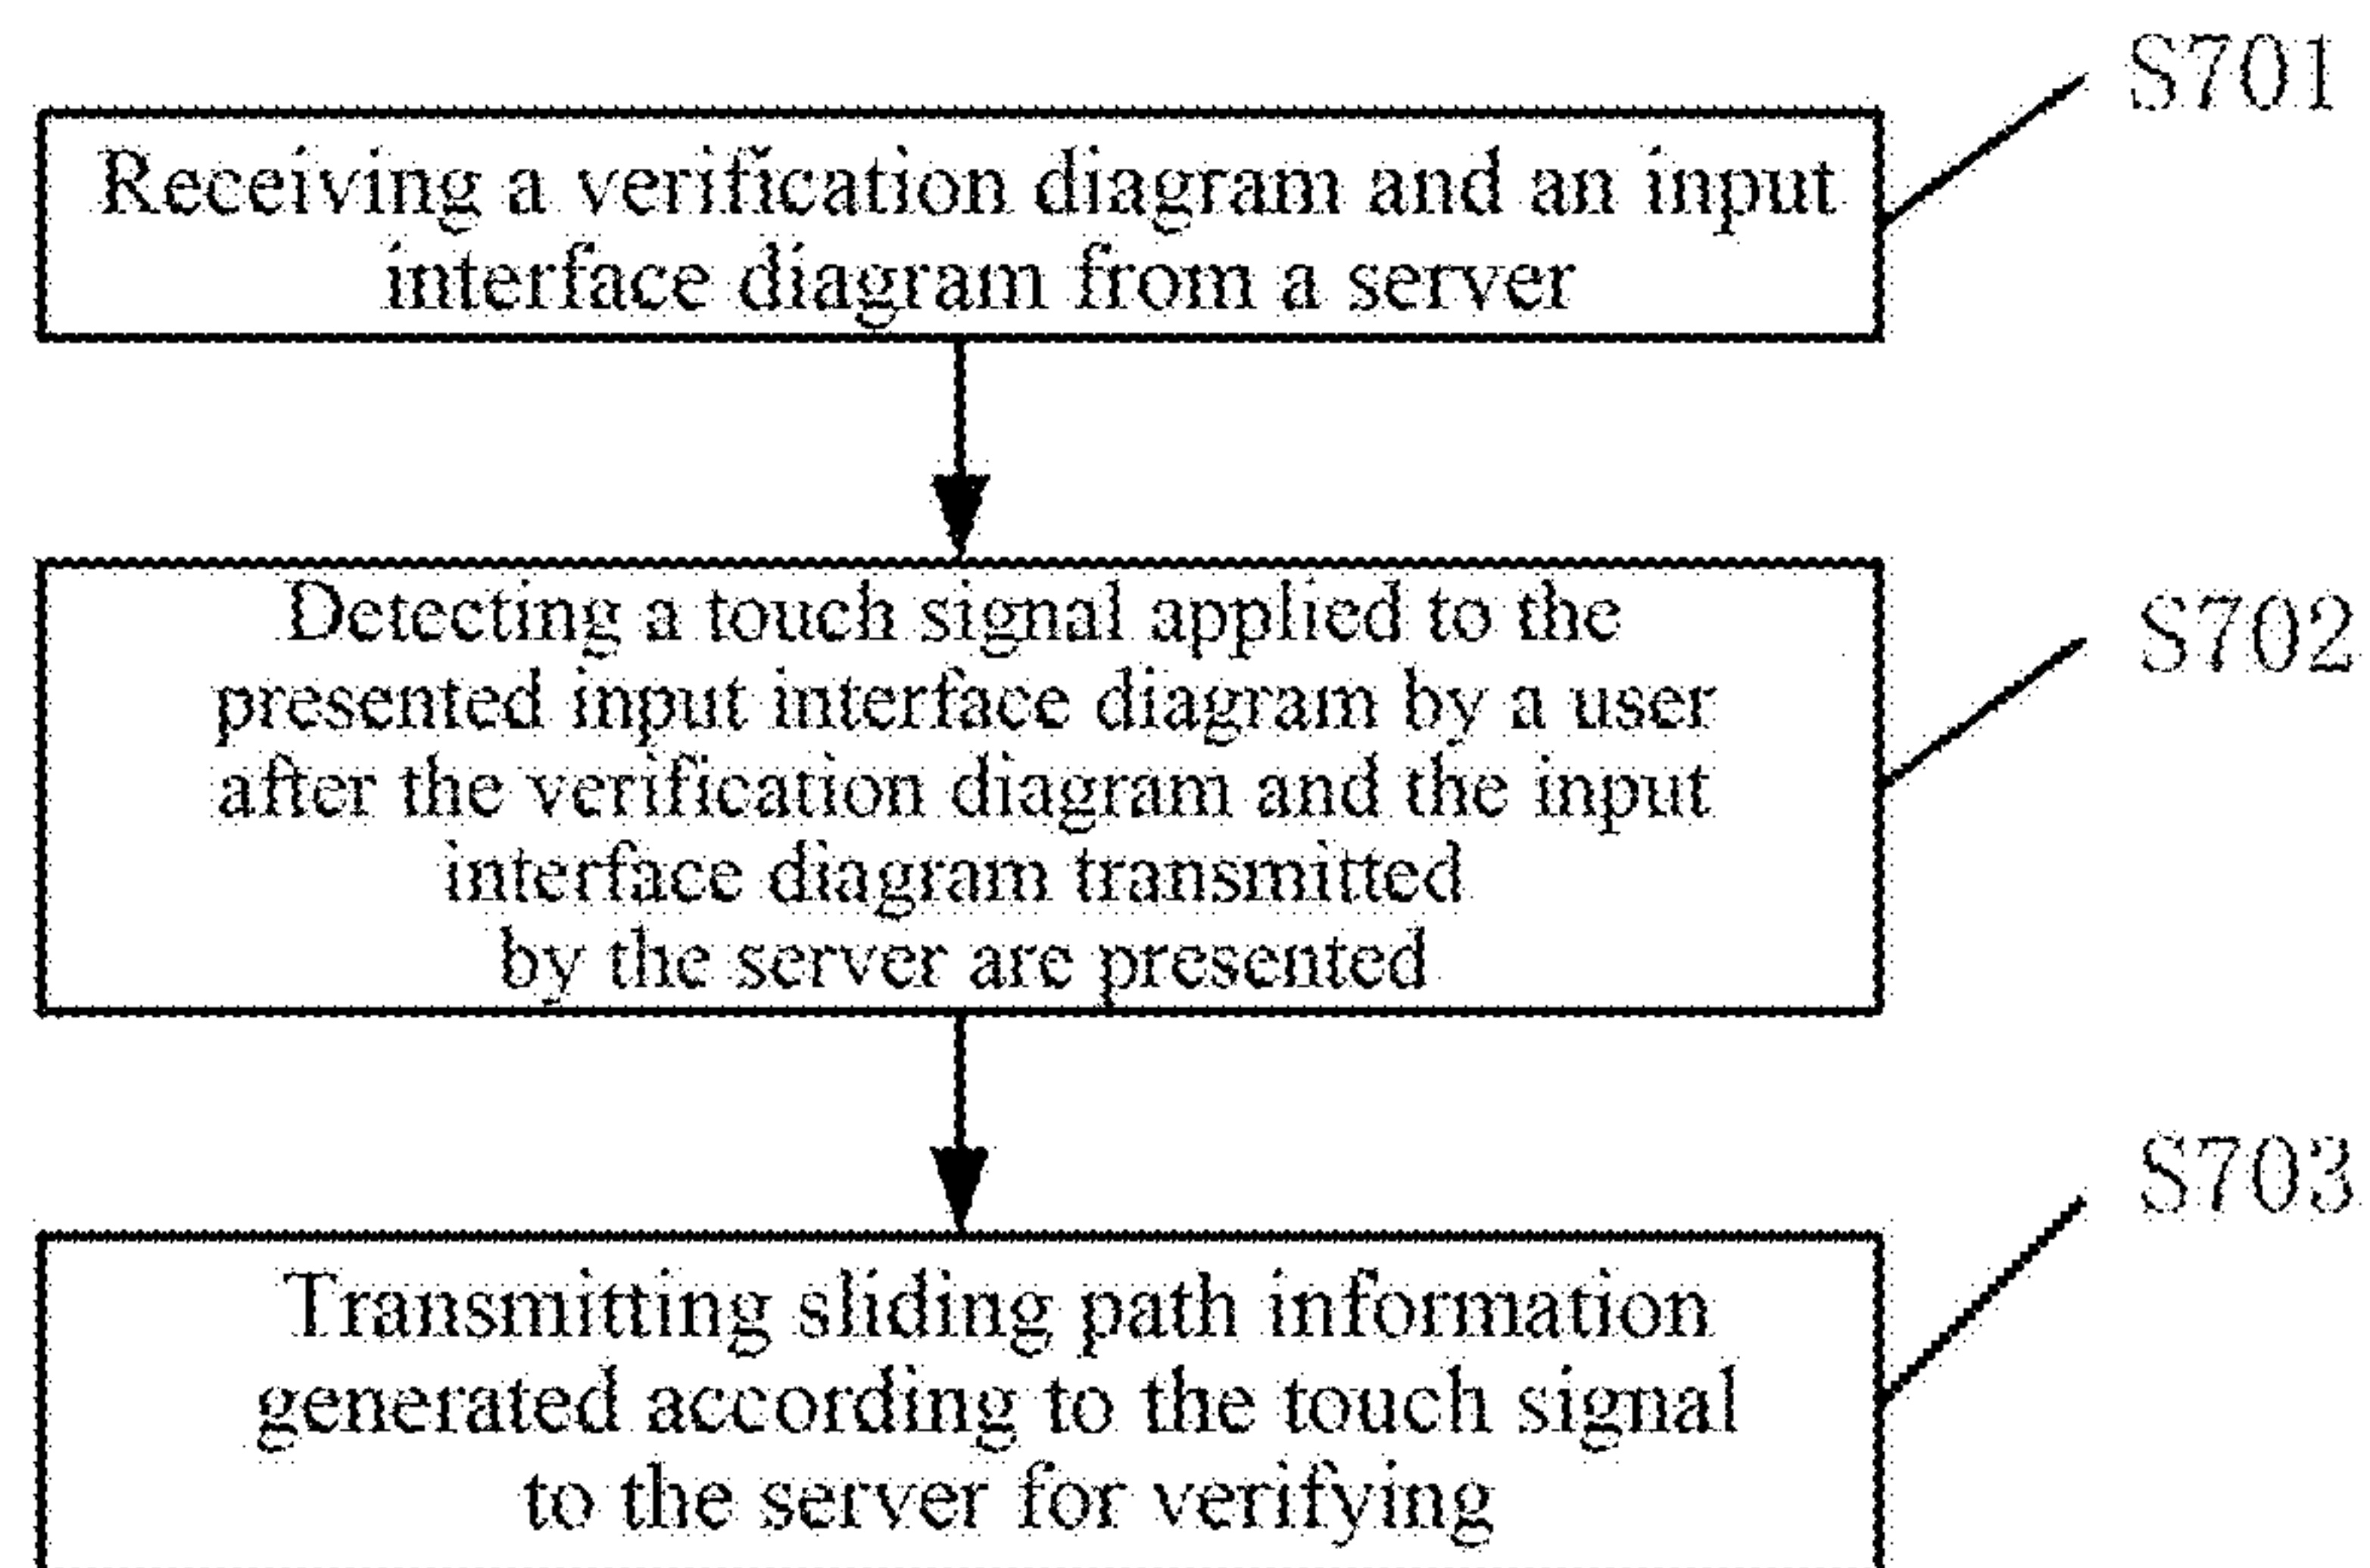 S701
Receiving a verification diagram and an input
interface diagram from a server
Detecting a touch signal applied to the
presented input interface diagram by a user
after the verification diagram and the input
interface diagram transmitted
by the server are presented
S702
Transmitting sliding path information
generated according to the touch signal
to the server for verifying
S703